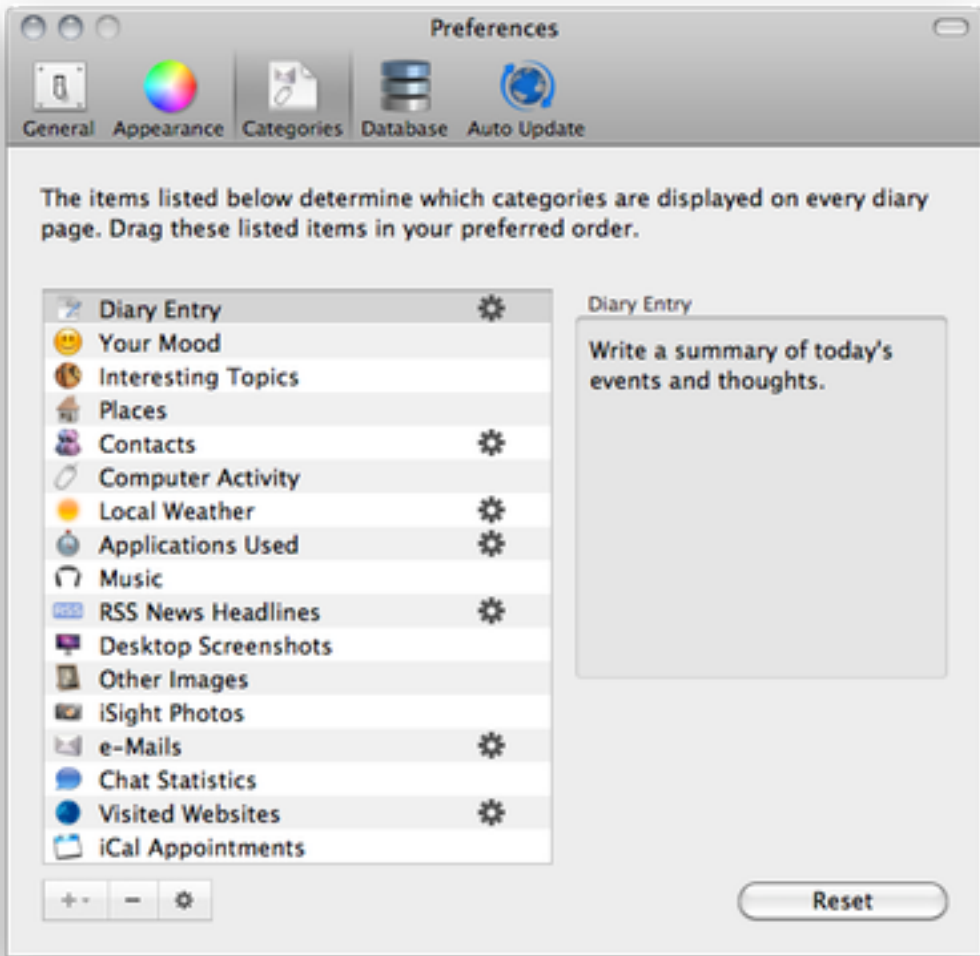 Preferences
General Appearance Categories Database Auto Update
The items listed below determine which categories are displayed on every diary
page. Drag these listed items in your preferred order.
Diary Entry
Your Mood
Interesting Topics
Places
Contacts
Computer Activity
Local Weather
Applications Used
Music
RSS RSS News Headlines
Desktop Screenshots
Other Images
iSight Photos
e-Mails
Chat Statistics
Visited Websites
iCal Appointments
Diary Entry
Write a summary of today's
events and thoughts.
Reset